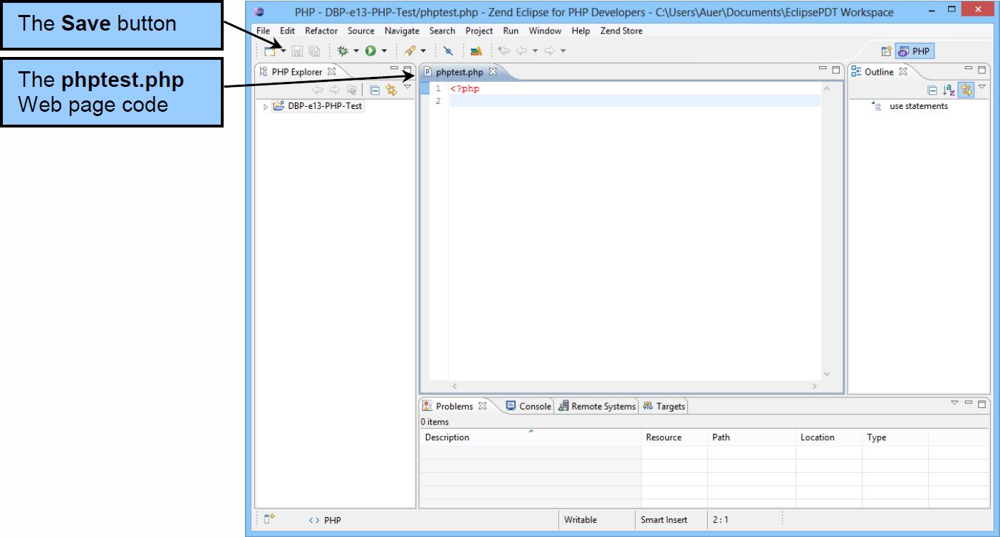 The Save button
The phptest.php
Web page code
PHP - DBP-e13-PHP-Test/phptest.php - Zend Eclipse for PHP Developers - C:\Users\Auer\Documents\EclipsePDT Workspace
File Edit Refactor Source Navigate Search Project Run Window Help Zend Store
PHP
PHP Explorer
DBP-e13-PHP-Test
phptest.php
1 <?php
2
Outline
use statements
Problems Console Remote Systems Targets
0 items
Description Resource Path Location Type
PHP Writable Smart Insert 2 : 1